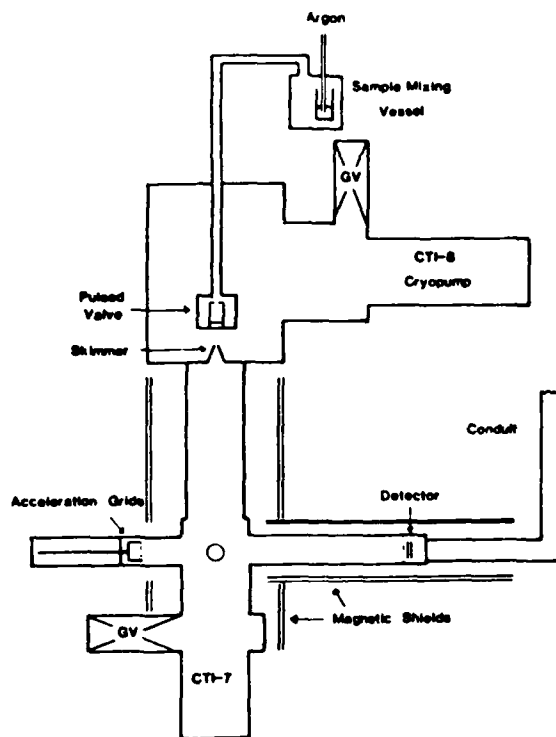 Argon
Sample Mixing
Vessel
GV
CTI-8
Cryopump
Pulsed
Valve
Skimmer
Conduit
Acceleration Grids
Detector
Magnetic Shields
GV
CTI-7